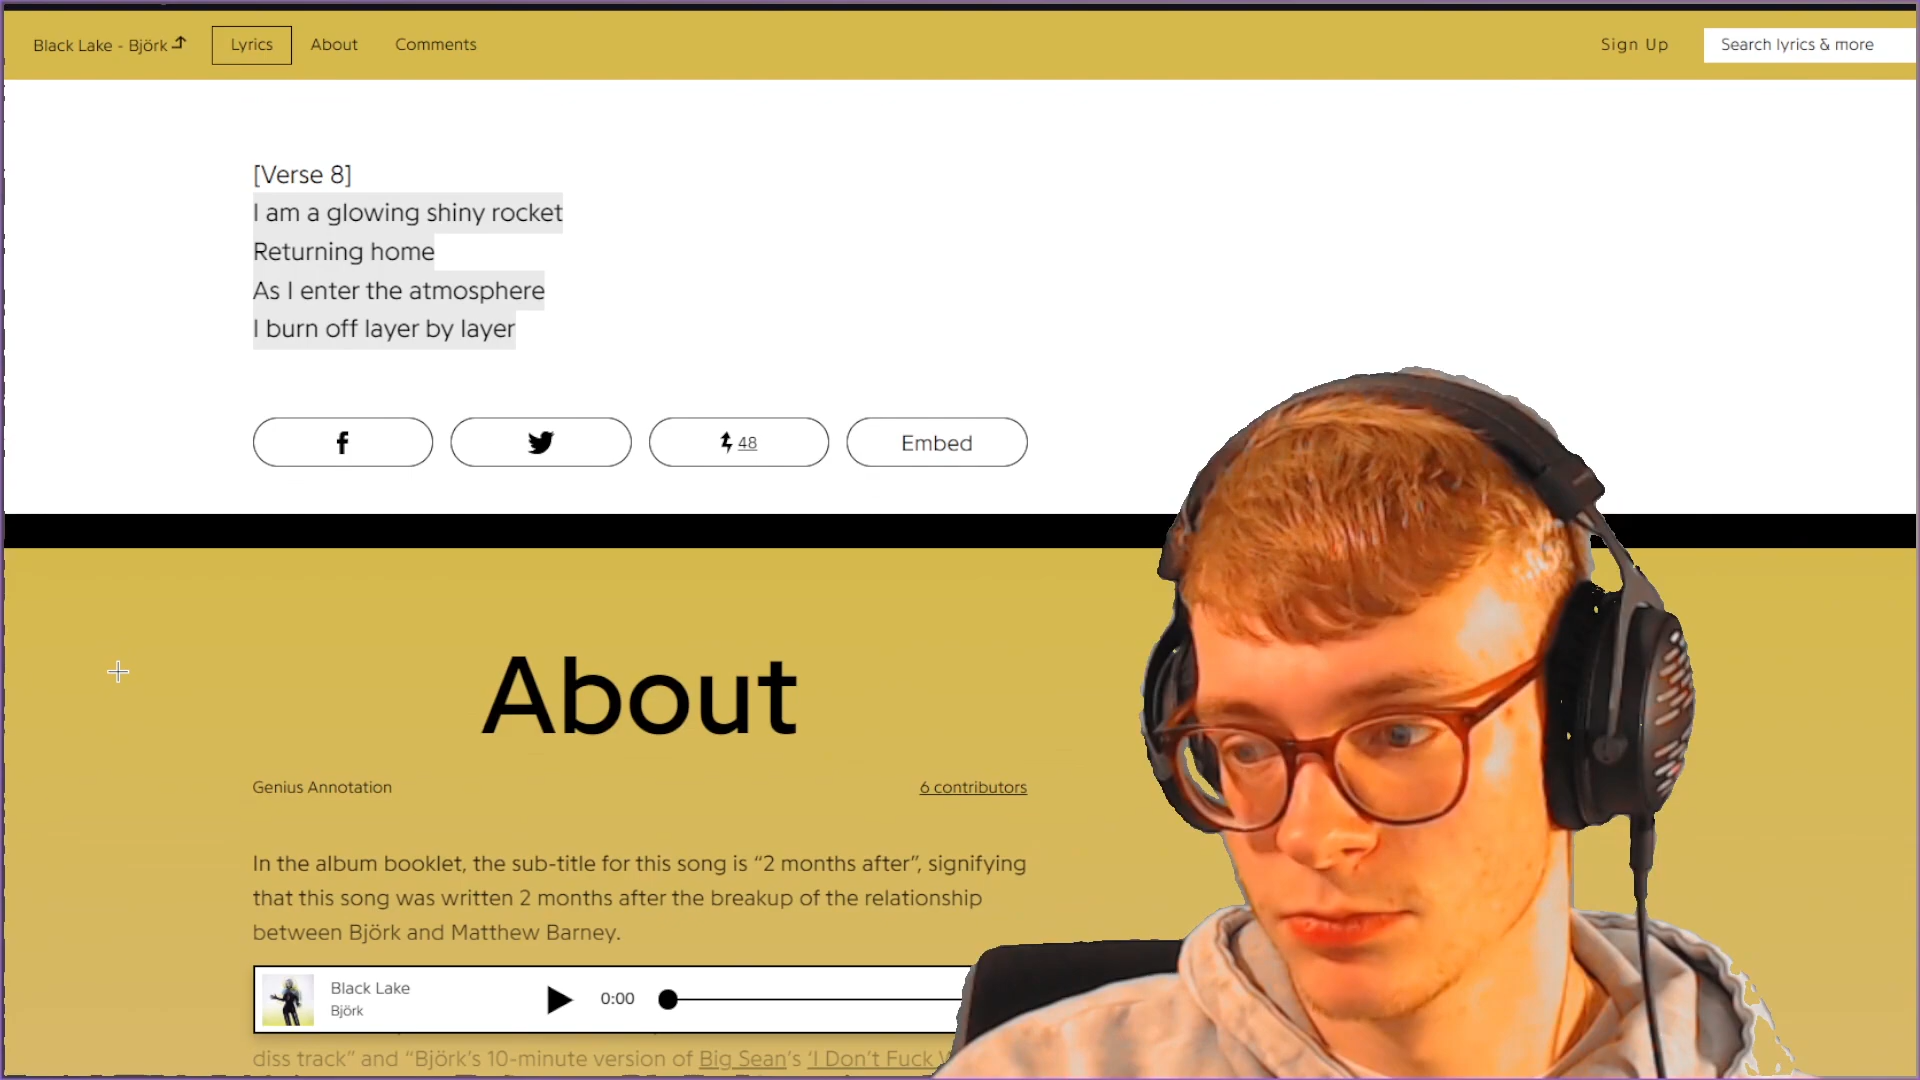 Black Lake - Björk Lyrics About Comments Sign Up Search lyrics & more
[Verse 8]
I am a glowing shiny rocket
Returning home
As I enter the atmosphere
I burn off layer by layer
48 Embed
About
Genius Annotation 6 contributors
In the album booklet, the sub-title for this song is “2 months after”, signifying
that this song was written 2 months after the breakup of the relationship
between Björk and Matthew Barney.
Black Lake
Björk
0:00
diss track” and “Björk’s 10-minute version of Big Sean’s ‘I Don’t Fuck